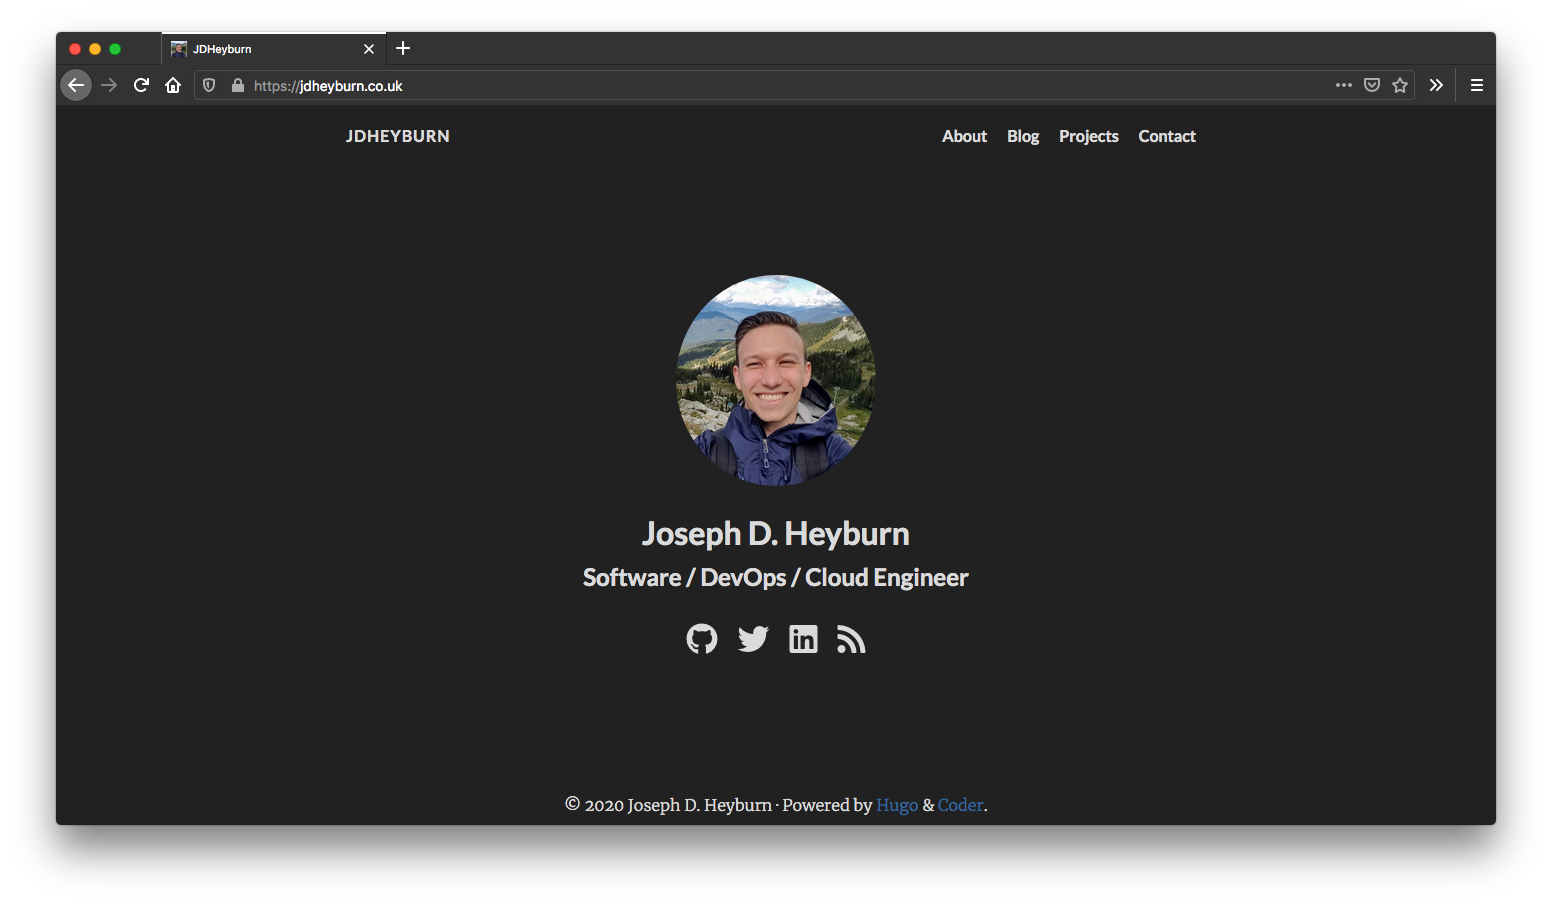 JDHeyburn
https://jdheyburn.co.uk
JDHEYBURN
About Blog Projects Contact
Joseph D. Heyburn
Software / DevOps / Cloud Engineer
in
© 2020 Joseph D. Heyburn · Powered by Hugo & Coder.